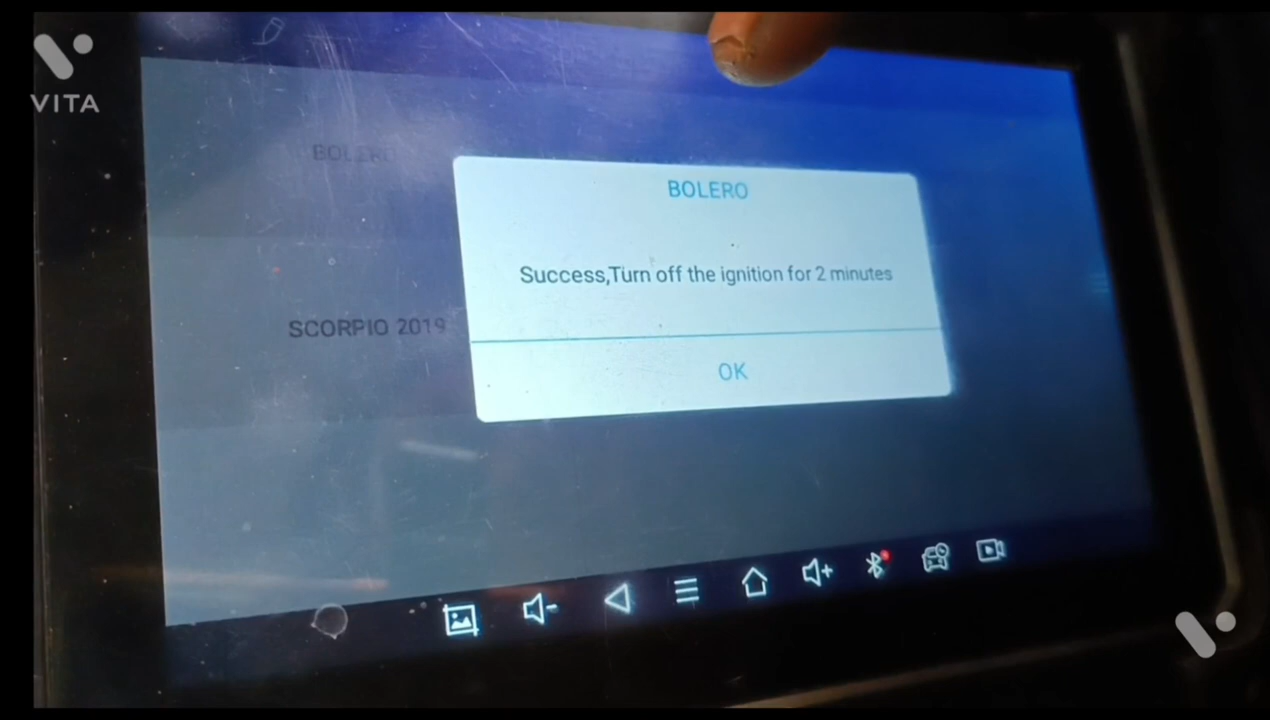 VITA
BOLERO
BOLERO
Success,Turn off the ignition for 2 minutes
SCORPIO 2019
OK